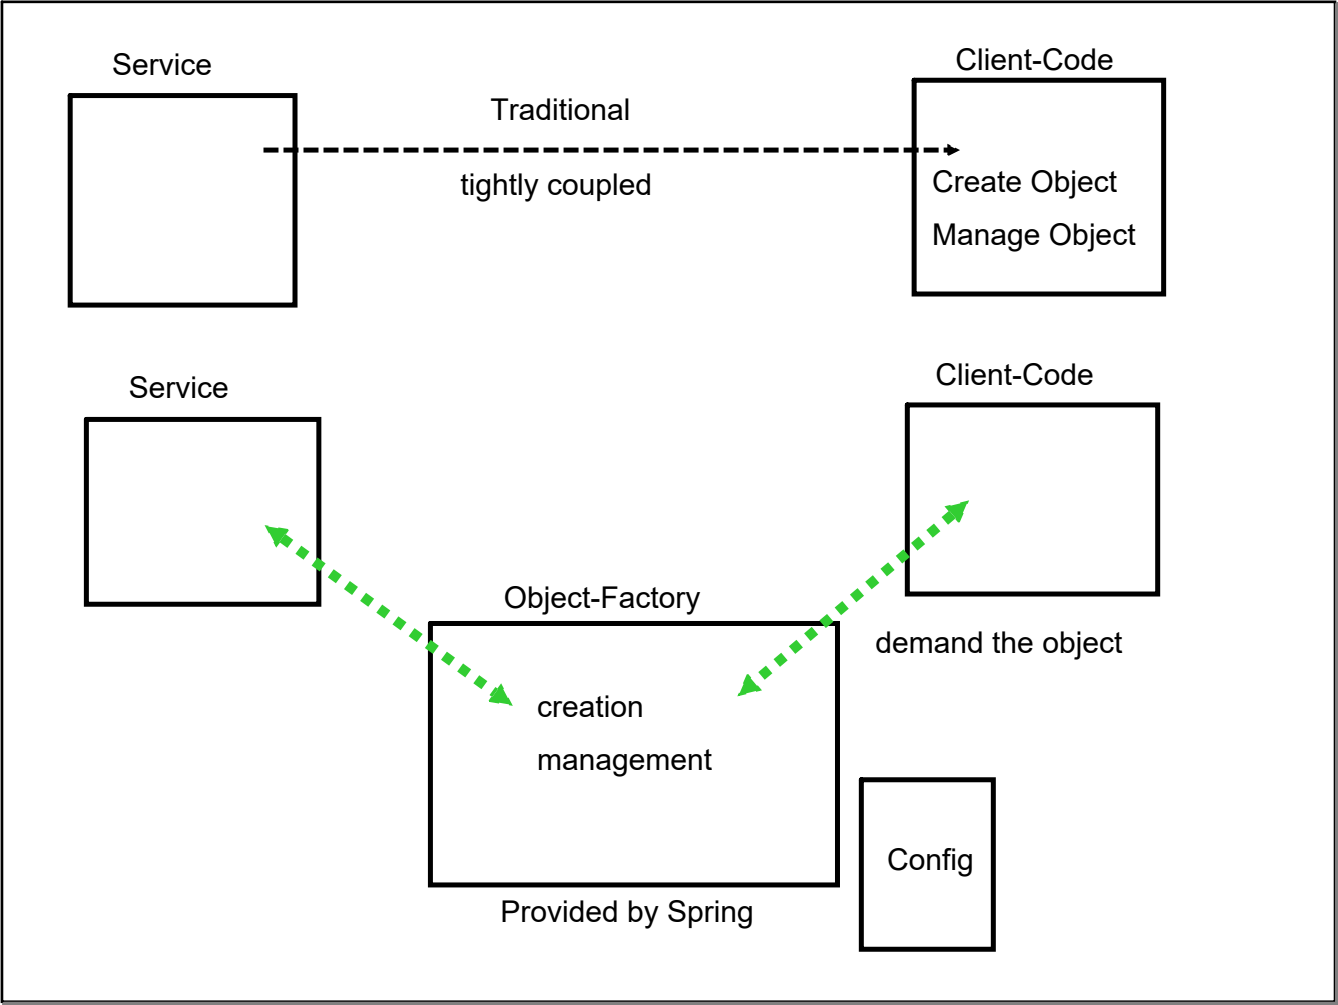 Service
Client-Code
Traditional
tightly coupled
Create Object
Manage Object
Service
Client-Code
Object-Factory
demand the object
creation
management
Config
Provided by Spring